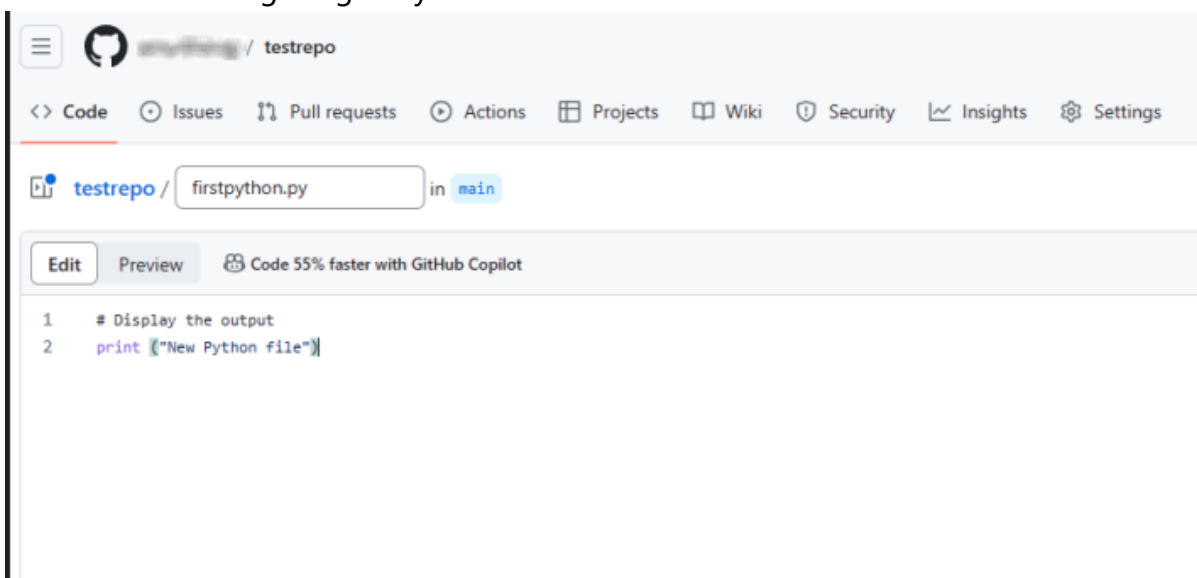 / testrepo
<> Code Issues Pull requests Actions Projects Wiki Security Insights Settings
testrepo / firstpython.py in main
Edit Preview Code 55% faster with GitHub Copilot
1 # Display the output
2 print ("New Python file")